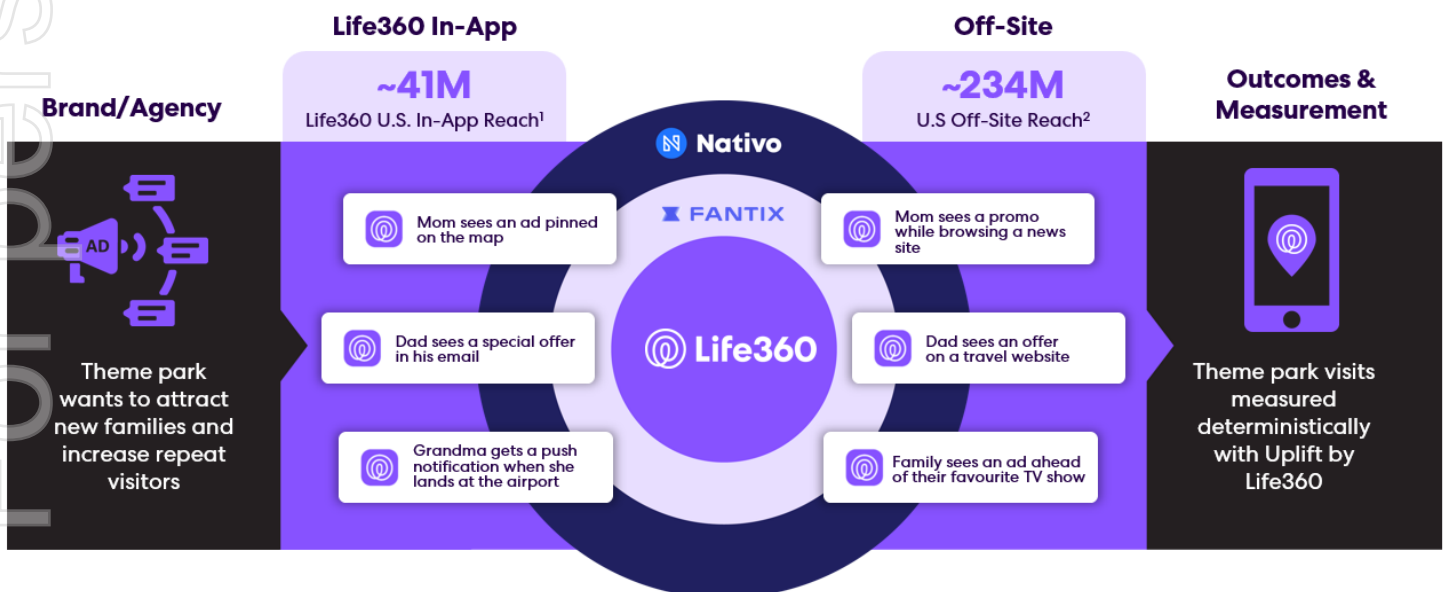 Life360 In-App
Off-Site
Brand/Agency
~41M
Life360 U.S. In-App Reach¹
~234M
U.S Off-Site Reach²
Outcomes &
Measurement
AD
Theme park
wants to attract
new families and
increase repeat
visitors
Nativo
FANTIX
Life360
Mom sees an ad pinned
on the map
Dad sees a special offer
in his email
Grandma gets a push
notification when she
lands at the airport
Mom sees a promo
while browsing a news
site
Dad sees an offer
on a travel website
Family sees an ad ahead
of their favourite TV show
Theme park visits
measured
deterministically
with Uplift by
Life360